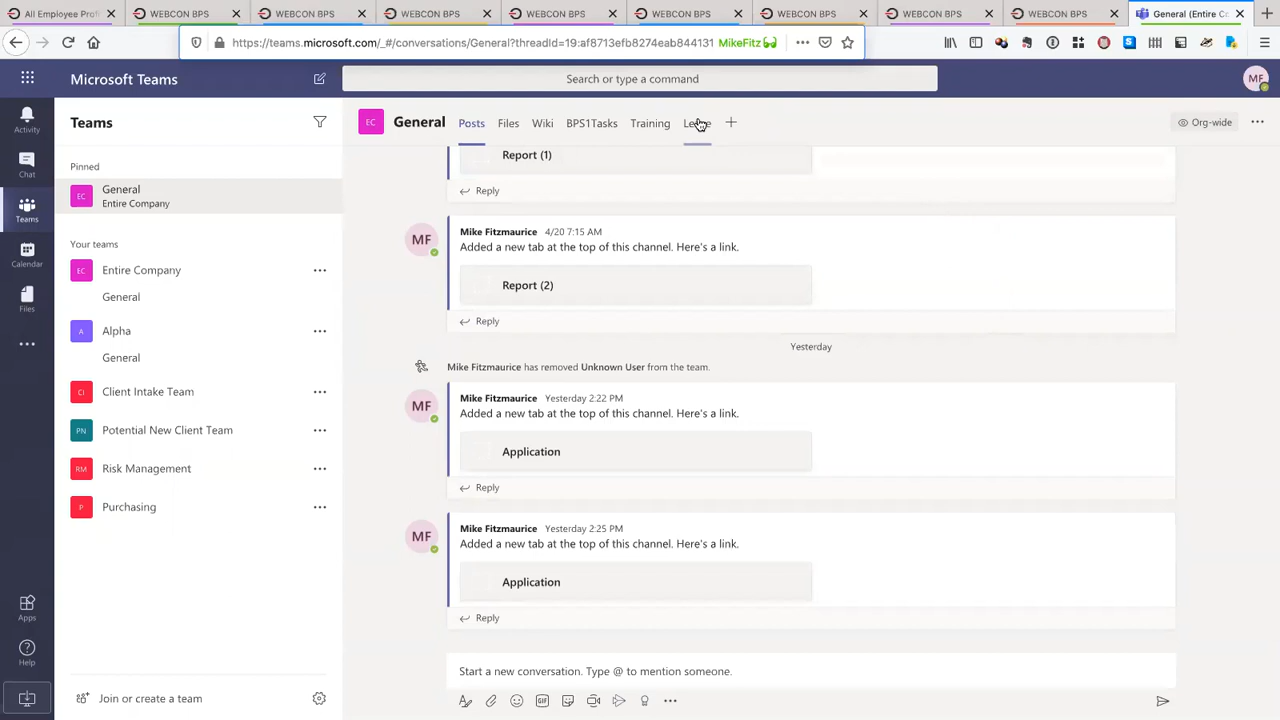 All Employee Profi
WEBCON BPS
WEBCON BPS
WEBCON BPS
WEBCON BPS
WEBCON BPS
WEBCON BPS
WEBCON BPS
WEBCON BPS
General (Entire C
https://teams.microsoft.com/_#/conversations/General?threadId=19:af8713efb8274eab844131
MikeFitz
Microsoft Teams
Search or type a command
MF
Activity
Chat
Teams
Calendar
Files
Apps
Help
Teams
Pinned
EC
General
Entire Company
Your teams
EC
Entire Company
General
A
Alpha
General
CI
Client Intake Team
PN
Potential New Client Team
RM
Risk Management
P
Purchasing
Join or create a team
EC
General
Posts
Files
Wiki
BPS1Tasks
Training
Org-wide
Report (1)
Reply
MF
Mike Fitzmaurice 4/20 7:15 AM
Added a new tab at the top of this channel. Here's a link.
Report (2)
Reply
Yesterday
Mike Fitzmaurice has removed Unknown User from the team.
MF
Mike Fitzmaurice Yesterday 2:22 PM
Added a new tab at the top of this channel. Here's a link.
Application
Reply
MF
Mike Fitzmaurice Yesterday 2:25 PM
Added a new tab at the top of this channel. Here's a link.
Application
Reply
Start a new conversation. Type @ to mention someone.
GIF